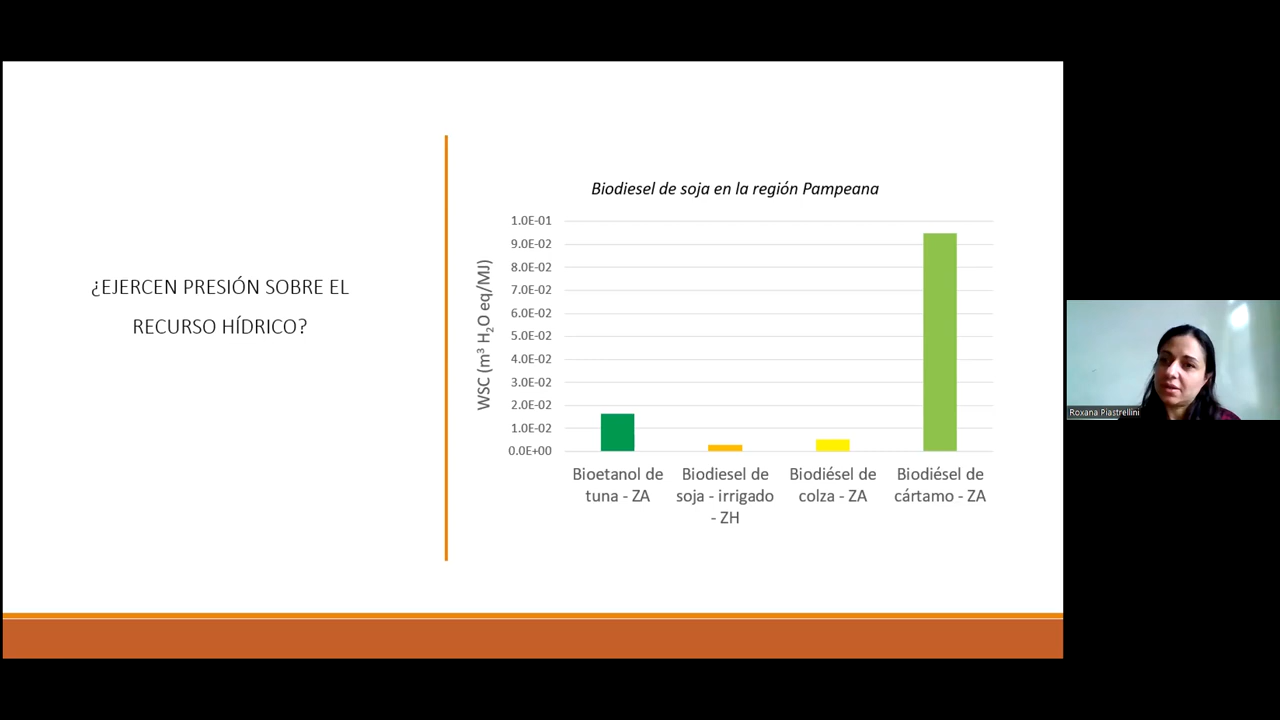 ¿EJERCEN PRESIÓN SOBRE EL
RECURSO HÍDRICO?
Biodiesel de soja en la región Pampeana
WSC (m³ H₂O eq/MJ)
1.0E-01
9.0E-02
8.0E-02
7.0E-02
6.0E-02
5.0E-02
4.0E-02
3.0E-02
2.0E-02
1.0E-02
0.0E+00
Bioetanol de
tuna - ZA
Biodiesel de
soja - irrigado
- ZH
Biodiésel de
colza - ZA
Biodiésel de
cártamo - ZA
Roxana Piastrellini